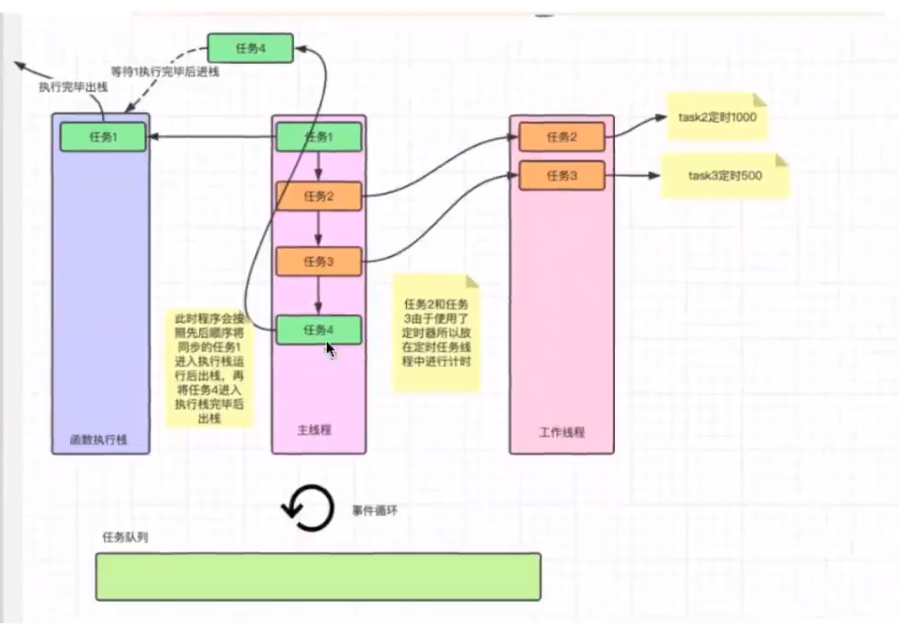 任务4
等待1执行完毕后进栈
执行完毕出栈
任务1
任务1
任务2
任务3
任务4
任务2
任务3
task2定时1000
task3定时500
此时程序会按
照先后顺序将
同步的任务1
进入执行栈运
行后出栈，再
将任务4进入
执行栈完毕后
出栈
任务2和任务
3由于使用了
定时器所以放
在定时任务线
程中进行计时
函数执行栈
主线程
工作线程
事件循环
任务队列